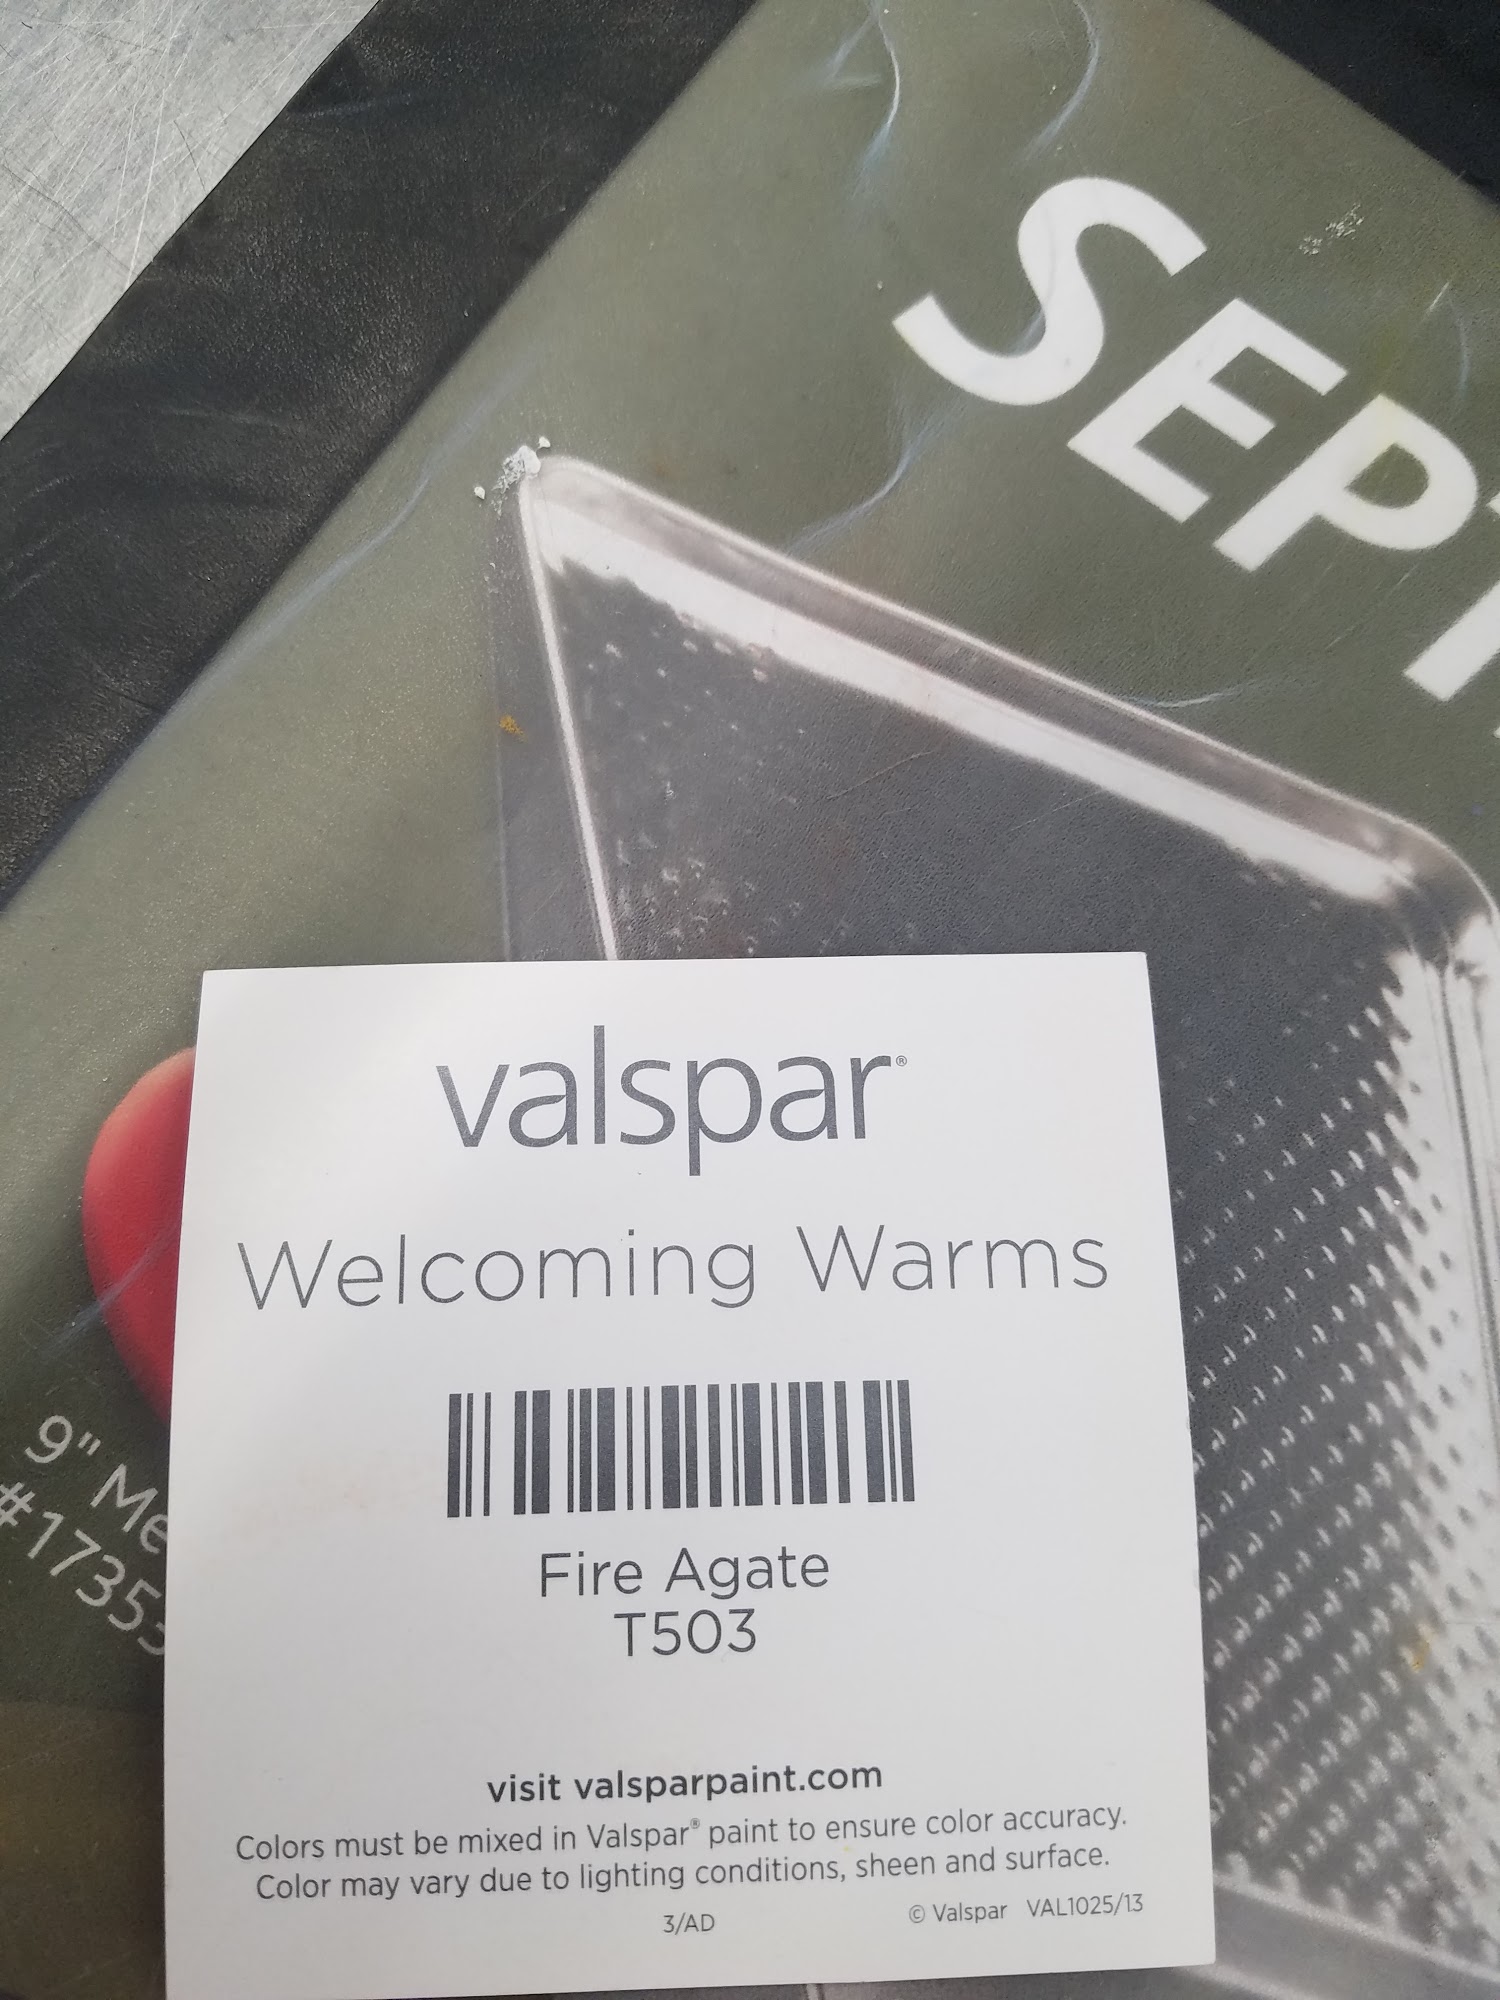 SEPT
valspar®
Welcoming Warms
9" Me
#1735
Fire Agate
T503
visit valsparpaint.com
Colors must be mixed in Valspar® paint to ensure color accuracy.
Color may vary due to lighting conditions, sheen and surface.
3/AD
© Valspar VAL1025/13